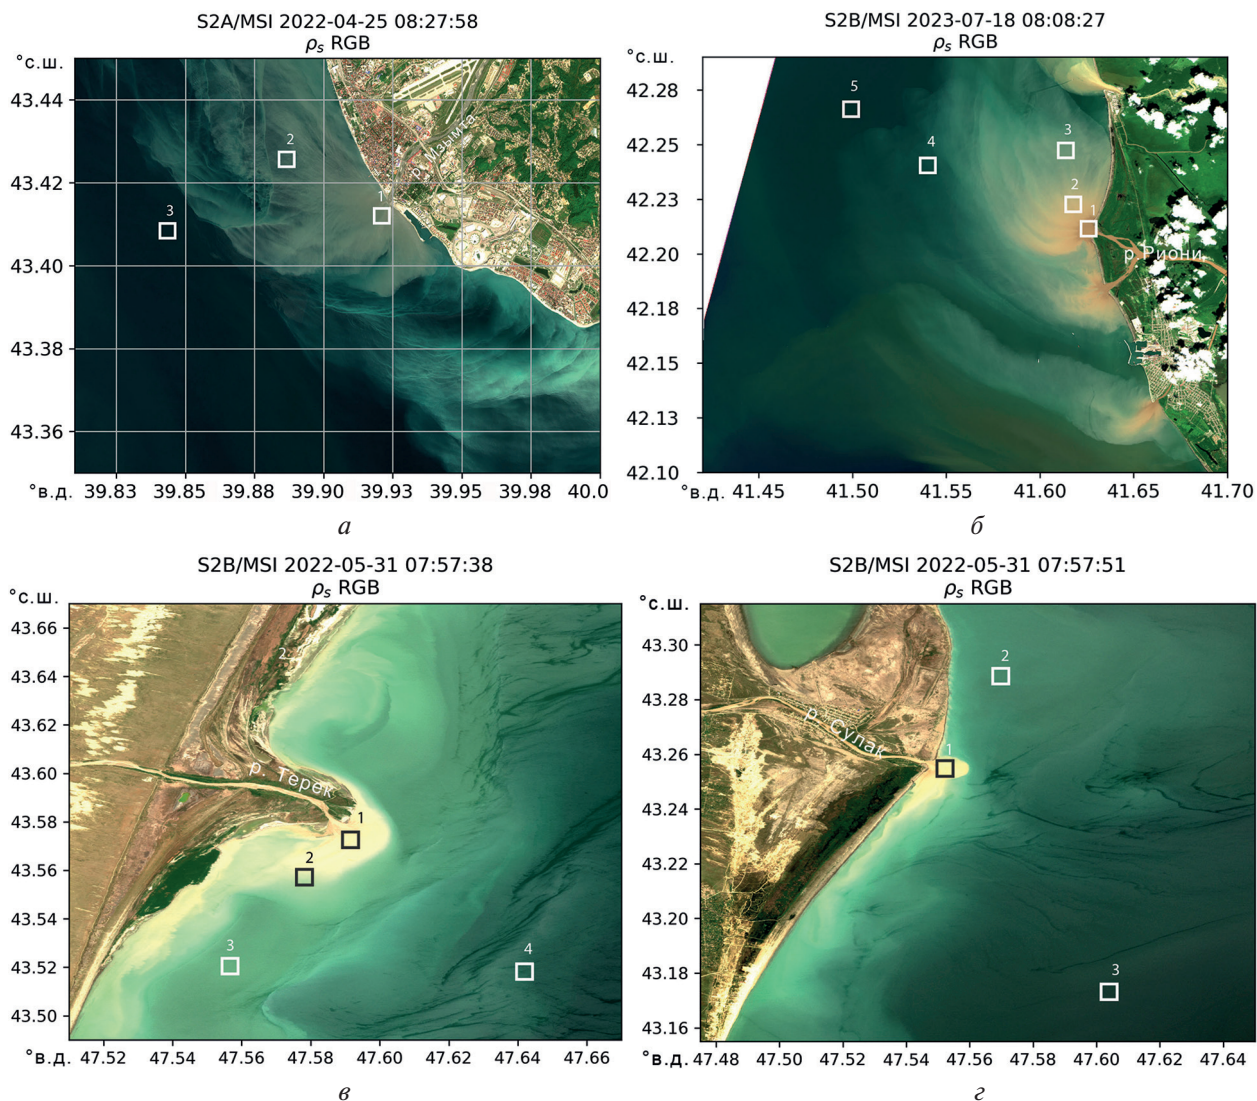 S2A/MSI 2022-04-25 08:27:58
ρs RGB
°с.ш.
43.44
43.42
43.40
43.38
43.36
2
1
3
р. Мзымта
°в.д. 39.83 39.85 39.88 39.90 39.93 39.95 39.98 40.0
а
S2B/MSI 2023-07-18 08:08:27
ρs RGB
°с.ш.
42.28
42.25
42.23
42.20
42.18
42.15
42.13
42.10
5
4
3
2
1
р. Риони
°в.д. 41.45 41.50 41.55 41.60 41.65 41.70
б
S2B/MSI 2022-05-31 07:57:38
ρs RGB
°с.ш.
43.66
43.64
43.62
43.60
43.58
43.56
43.54
43.52
43.50
р. Терек
1
2
3
4
°в.д. 47.52 47.54 47.56 47.58 47.60 47.64 47.66
в
S2B/MSI 2022-05-31 07:57:51
ρs RGB
°с.ш.
43.30
43.28
43.26
43.24
43.22
43.20
43.18
43.16
2
р. Сулак
1
3
°в.д. 47.48 47.50 47.52 47.54 47.56 47.60 47.62 47.64
г